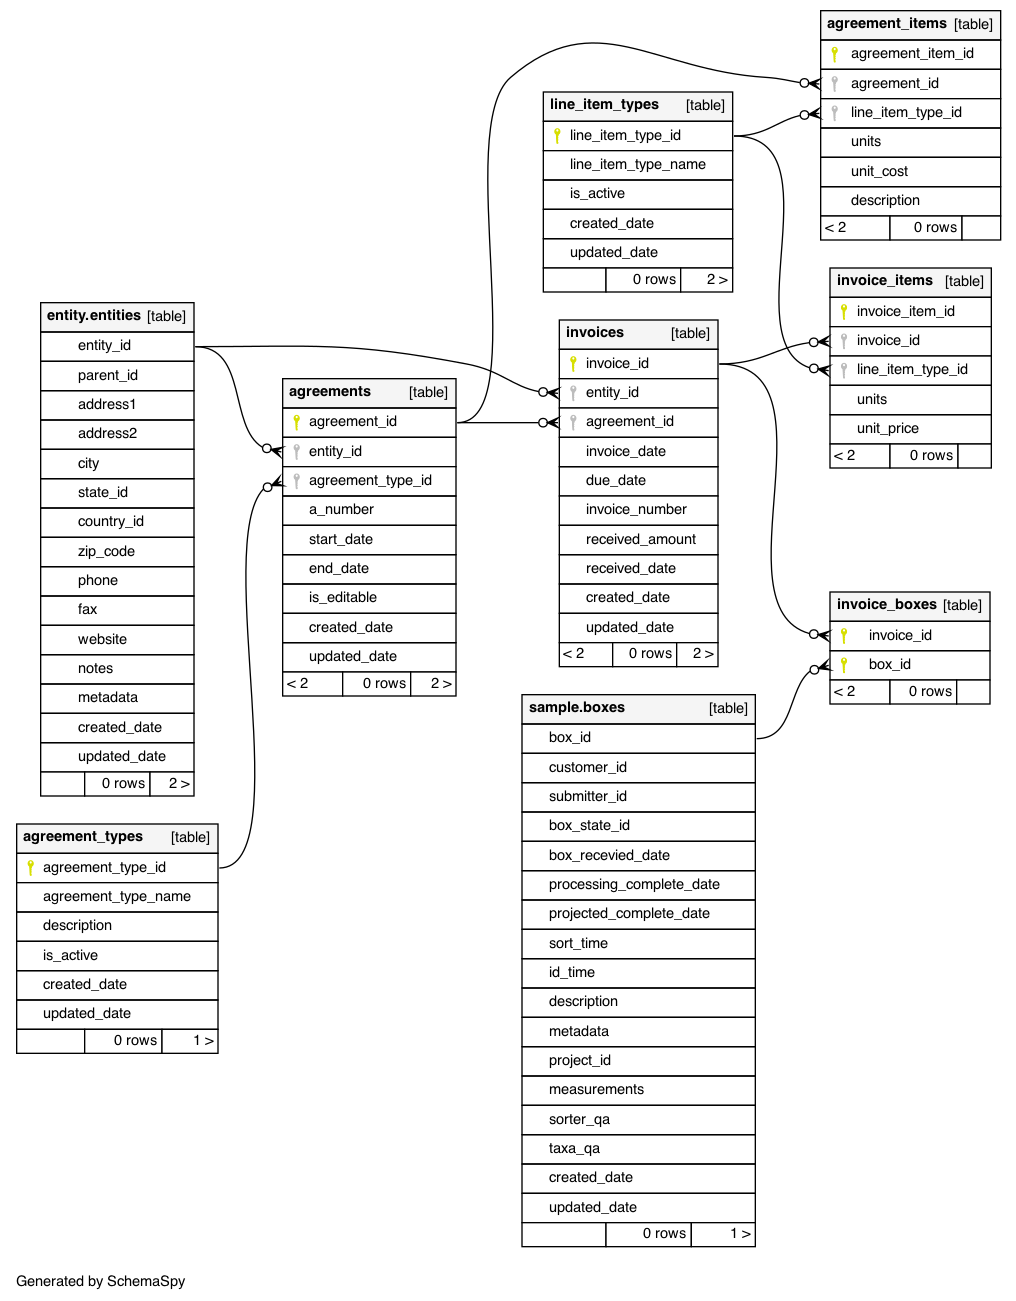 agreement_items [table]
agreement_item_id
agreement_id
line_item_type_id
units
unit_cost
description
< 2 0 rows
line_item_types [table]
line_item_type_id
line_item_type_name
is_active
created_date
updated_date
0 rows 2 >
invoice_items [table]
invoice_item_id
invoice_id
line_item_type_id
units
unit_price
< 2 0 rows
entity.entities [table]
entity_id
parent_id
address1
address2
city
state_id
country_id
zip_code
phone
fax
website
notes
metadata
created_date
updated_date
0 rows 2 >
agreements [table]
agreement_id
entity_id
agreement_type_id
a_number
start_date
end_date
is_editable
created_date
updated_date
< 2 0 rows 2 >
invoices [table]
invoice_id
entity_id
agreement_id
invoice_date
due_date
invoice_number
received_amount
received_date
created_date
updated_date
< 2 0 rows 2 >
invoice_boxes [table]
invoice_id
box_id
< 2 0 rows
sample.boxes [table]
box_id
customer_id
submitter_id
box_state_id
box_recevied_date
processing_complete_date
projected_complete_date
sort_time
id_time
description
metadata
project_id
measurements
sorter_qa
taxa_qa
created_date
updated_date
0 rows 1 >
agreement_types [table]
agreement_type_id
agreement_type_name
description
is_active
created_date
updated_date
0 rows 1 >
Generated by SchemaSpy